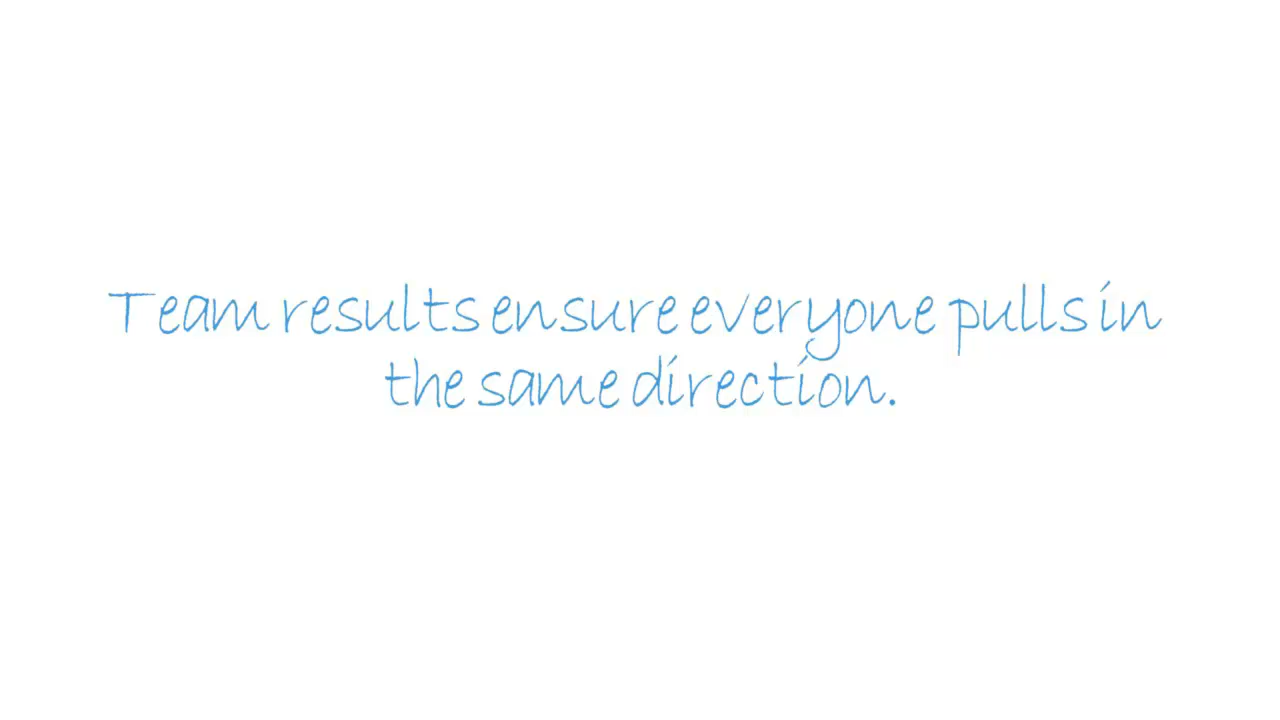 Team results ensure everyone pulls in
the same direction.